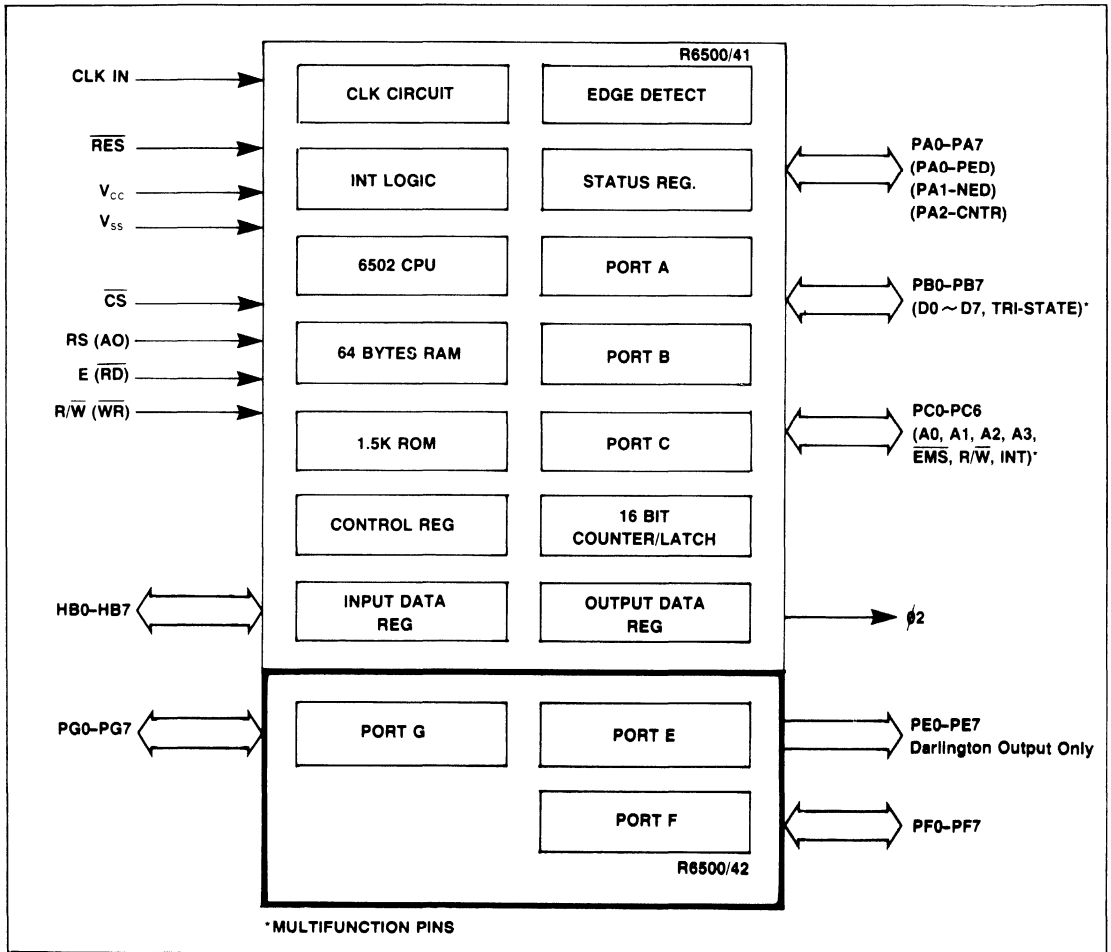 R6500/41
CLK IN
RES
V_CC
V_SS
CS
RS (AO)
E (RD)
R/W (WR)
HB0–HB7
PG0–PG7
CLK CIRCUIT
EDGE DETECT
INT LOGIC
STATUS REG.
6502 CPU
PORT A
64 BYTES RAM
PORT B
1.5K ROM
PORT C
CONTROL REG
16 BIT
COUNTER/LATCH
INPUT DATA
REG
OUTPUT DATA
REG
PORT G
PORT E
PORT F
R6500/42
PA0–PA7
(PA0–PED)
(PA1–NED)
(PA2–CNTR)
PB0–PB7
(D0 ~ D7, TRI-STATE)*
PC0-PC6
(A0, A1, A2, A3,
EMS, R/W, INT)*
ø2
PE0–PE7
Darlington Output Only
PF0–PF7
*MULTIFUNCTION PINS